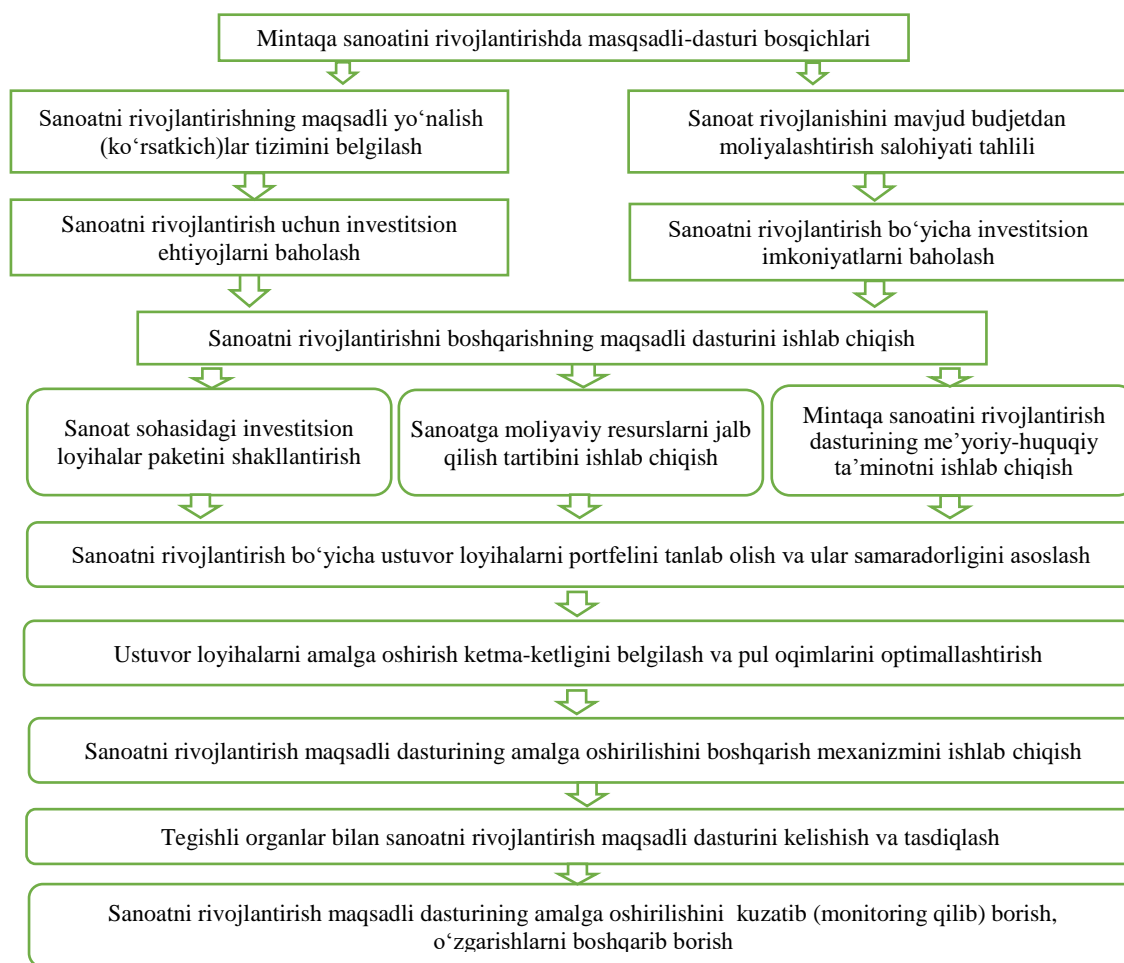 Mintaqa sanoatini rivojlantirishda masqsadli-dasturi bosqichlari
Sanoatni rivojlantirishning maqsadli yo‘nalish
(ko‘rsatkich)lar tizimini belgilash
Sanoat rivojlanishini mavjud budjetdan
moliyalashtirish salohiyati tahlili
Sanoatni rivojlantirish uchun investitsion
ehtiyojlarni baholash
Sanoatni rivojlantirish bo‘yicha investitsion
imkoniyatlarni baholash
Sanoatni rivojlantirishni boshqarishning maqsadli dasturini ishlab chiqish
Sanoat sohasidagi investitsion
loyihalar paketini shakllantirish
Sanoatga moliyaviy resurslarni jalb
qilish tartibini ishlab chiqish
Mintaqa sanoatini rivojlantirish
dasturining me’yoriy-huquqiy
ta’minotni ishlab chiqish
Sanoatni rivojlantirish bo‘yicha ustuvor loyihalarni portfelini tanlab olish va ular samaradorligini asoslash
Ustuvor loyihalarni amalga oshirish ketma-ketligini belgilash va pul oqimlarini optimallashtirish
Sanoatni rivojlantirish maqsadli dasturining amalga oshirilishini boshqarish mexanizmini ishlab chiqish
Tegishli organlar bilan sanoatni rivojlantirish maqsadli dasturini kelishish va tasdiqlash
Sanoatni rivojlantirish maqsadli dasturining amalga oshirilishini kuzatib (monitoring qilib) borish,
o‘zgarishlarni boshqarib borish